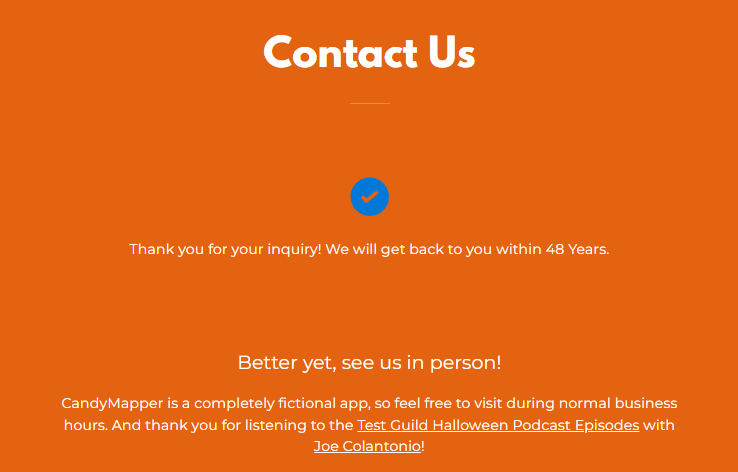 Contact Us
Thank you for your inquiry! We will get back to you within 48 Years.
Better yet, see us in person!
CandyMapper is a completely fictional app, so feel free to visit during normal business
hours. And thank you for listening to the Test Guild Halloween Podcast Episodes with
Joe Colantonio!